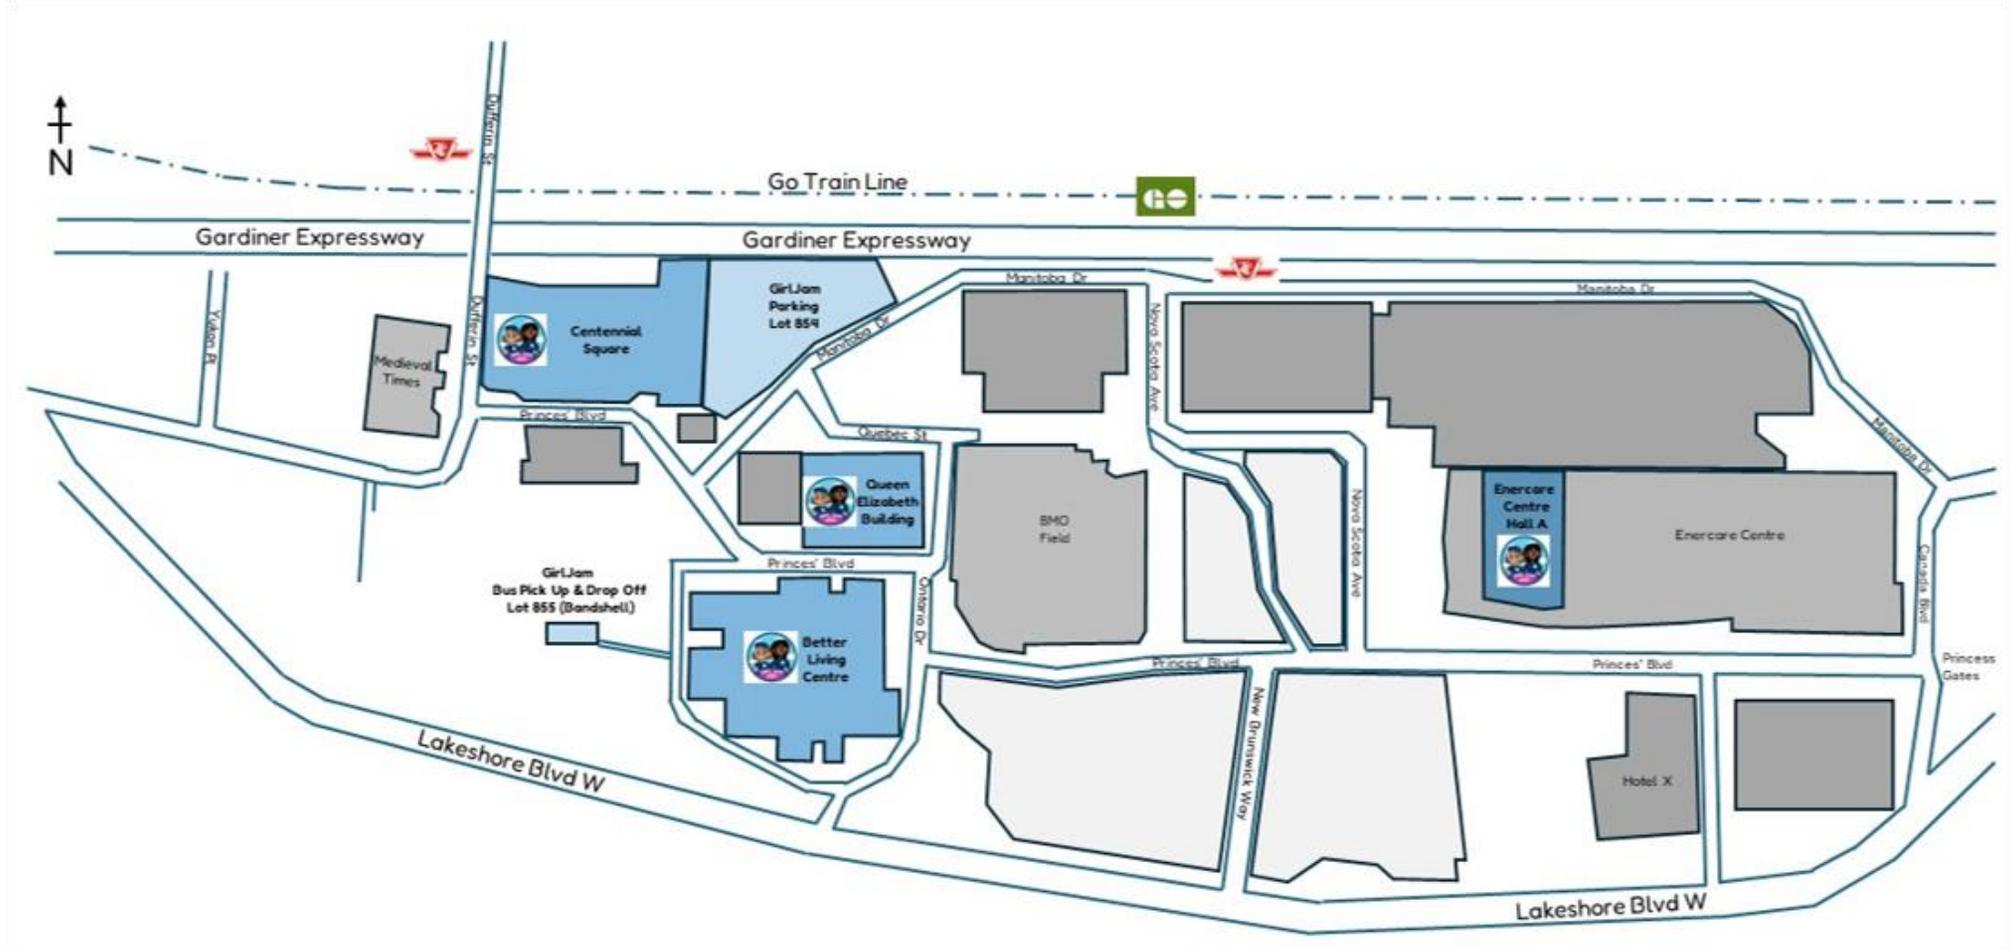 Dufferin St
N
Go Train Line
GO
Gardiner Expressway
Gardiner Expressway
Manitoba Dr
Manitoba Dr
GirlJam
Parking
Lot 854
Yukon Pl
Dufferin St
Centennial
Square
Manitoba Dr
Nova Scotia Ave
Medieval
Times
Princes' Blvd
Quebec St
Manitoba Dr
Queen
Elizabeth
Building
Enercare
Centre
Hall A
BMO
Field
Nova Scotia Ave
Enercare Centre
Princes' Blvd
GirlJam
Bus Pick Up & Drop Off
Lot 855 (Bandshell)
Ontario Dr
Canada Blvd
Better
Living
Centre
Princes' Blvd
Princes' Blvd
Princess
Gates
New Brunswick Way
Lakeshore Blvd W
Hotel X
Lakeshore Blvd W